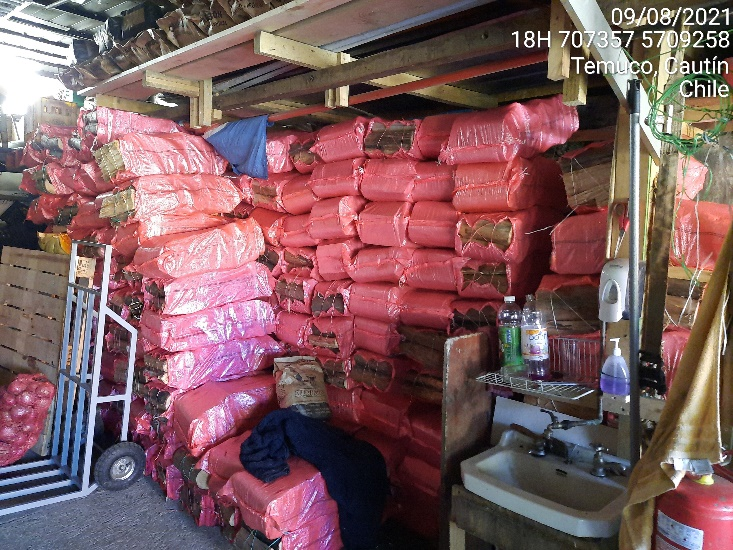 09/08/2021
18H 707357 5709258
Temuco, Cautín
Chile